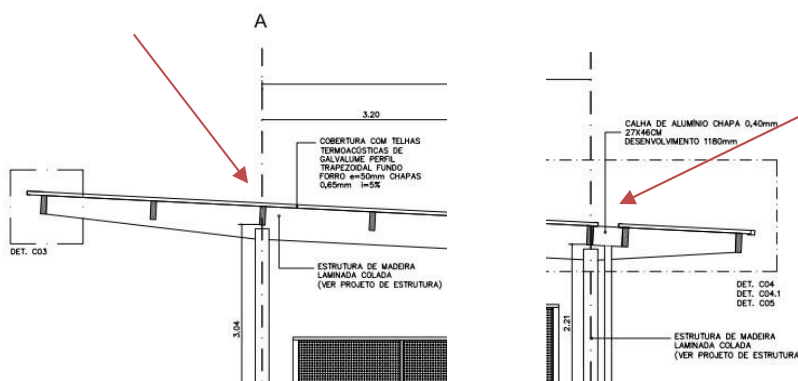 A
3.20
COBERTURA COM TELHAS
TERMOACÚSTICAS DE
GALVALUME PERFIL
TRAPEZOIDAL FUNDO
FORRO e=50mm CHAPAS
0,65mm i=5%
DET. C03
ESTRUTURA DE MADEIRA
LAMINADA COLADA
(VER PROJETO DE ESTRUTURA)
3.04
CALHA DE ALUMÍNIO CHAPA 0,40mm
27X46CM
DESENVOLVIMENTO 1180mm
DET. C04
DET. C04.1
DET. C05
2.21
ESTRUTURA DE MADEIRA
LAMINADA COLADA
(VER PROJETO DE ESTRUTURA